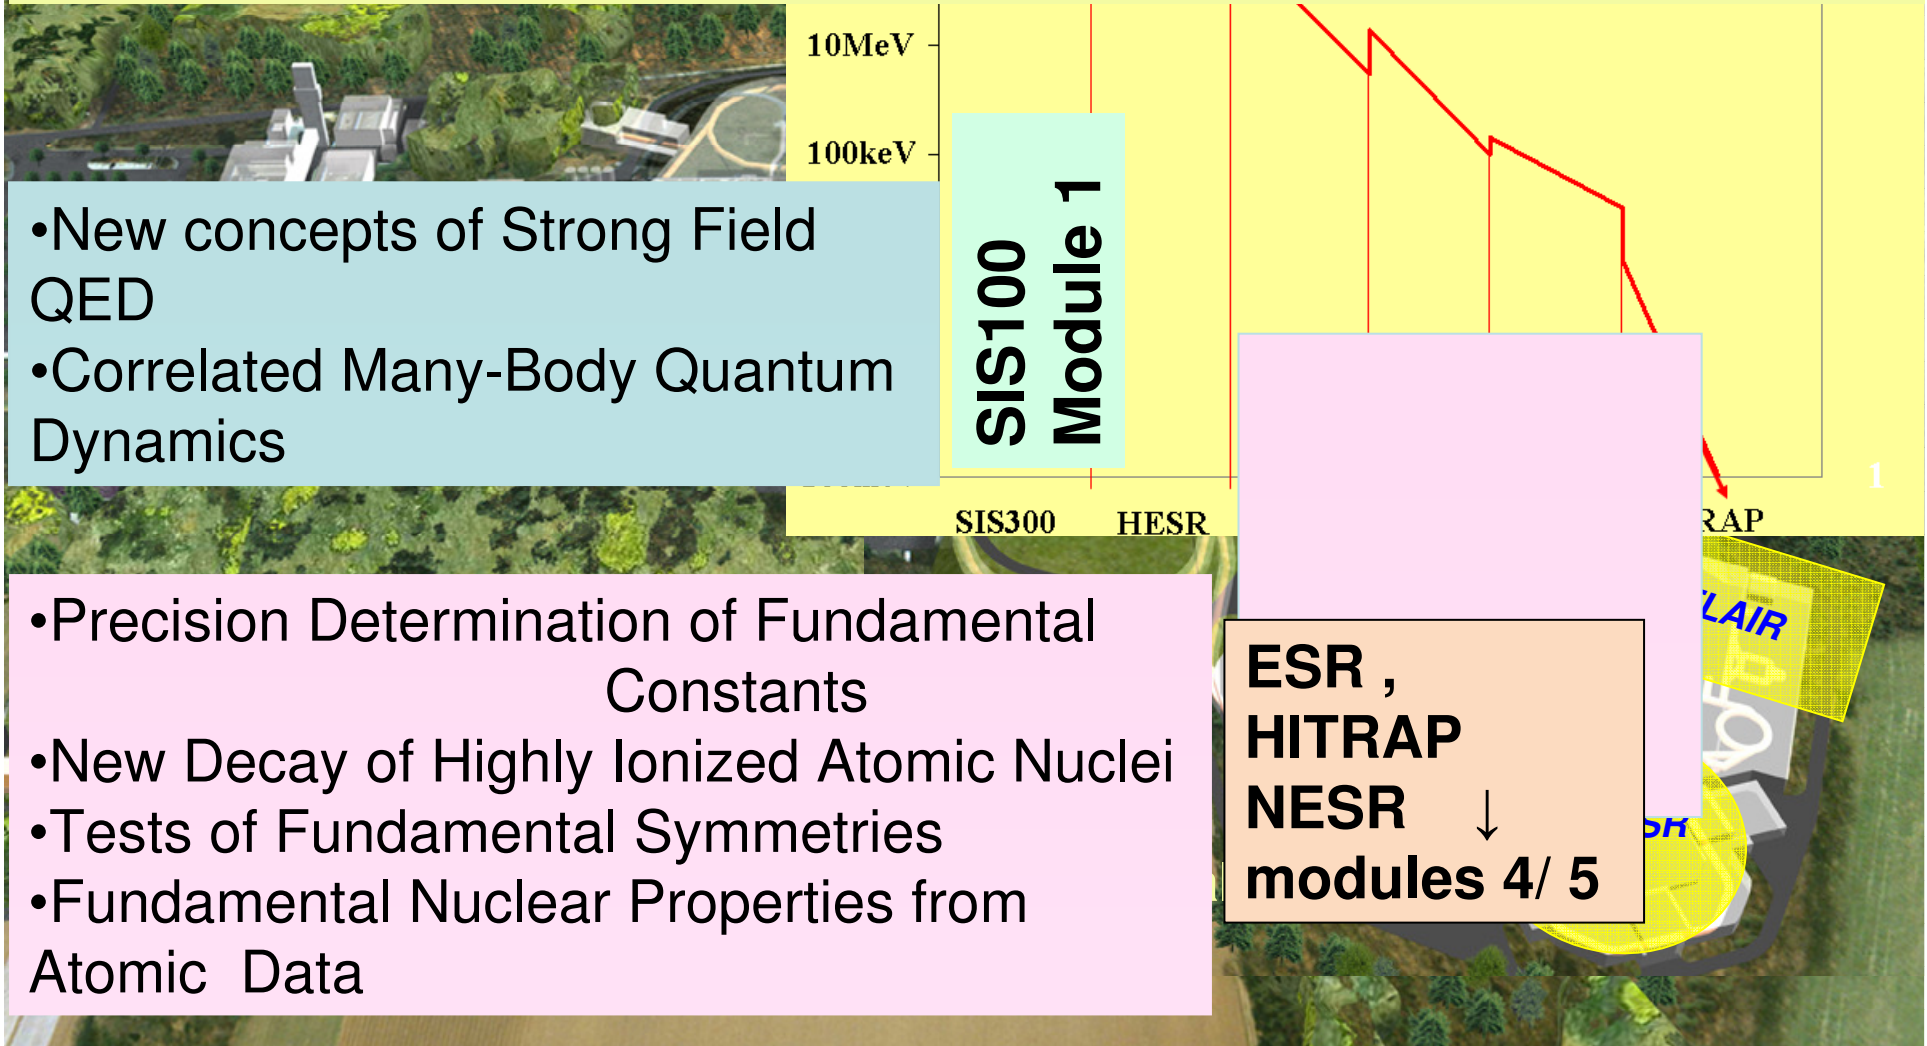 10MeV
100keV
•New concepts of Strong Field
QED
•Correlated Many-Body Quantum
Dynamics
SIS100
Module 1
1
SIS300
HESR
RAP
•Precision Determination of Fundamental
Constants
•New Decay of Highly Ionized Atomic Nuclei
•Tests of Fundamental Symmetries
•Fundamental Nuclear Properties from
Atomic Data
LAIR
ESR ,
HITRAP
NESR ↓
modules 4/ 5
SR